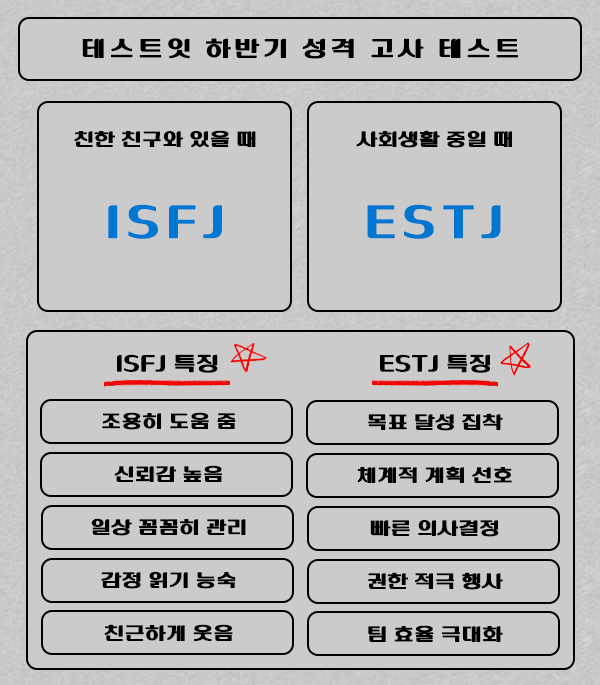 테스트잇 하반기 성격 고사 테스트
친한 친구와 있을 때
ISFJ
사회생활 중일 때
ESTJ
ISFJ 특징
조용히 도움 줌
신뢰감 높음
일상 꼼꼼히 관리
감정 읽기 능숙
친근하게 웃음
ESTJ 특징
목표 달성 집착
체계적 계획 선호
빠른 의사결정
권한 적극 행사
팀 효율 극대화